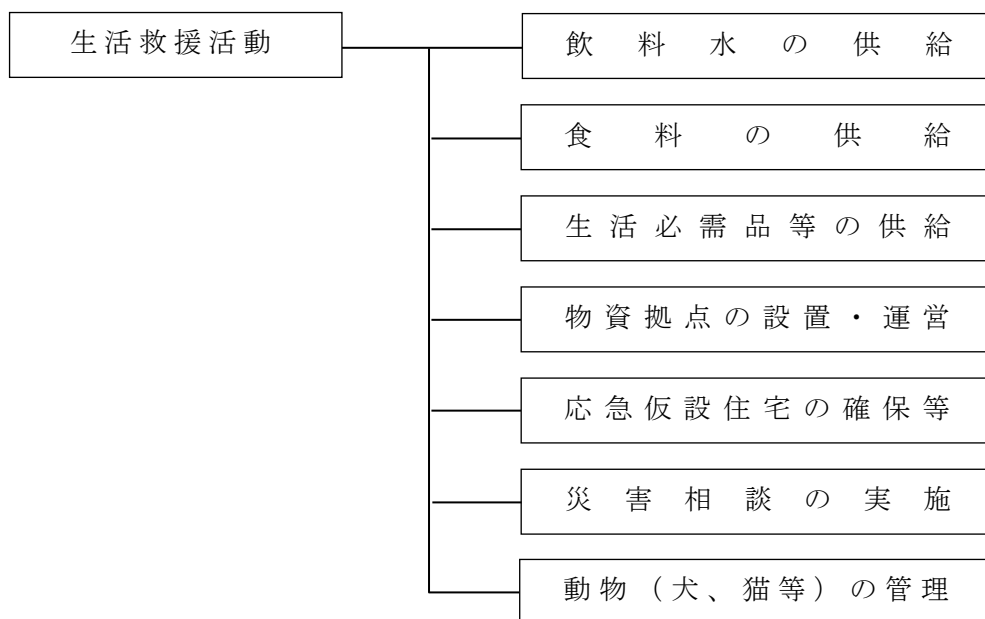 生活救援活動
飲料水の供給
食料の供給
生活必需品等の供給
物資拠点の設置・運営
応急仮設住宅の確保等
災害相談の実施
動物（犬、猫等）の管理